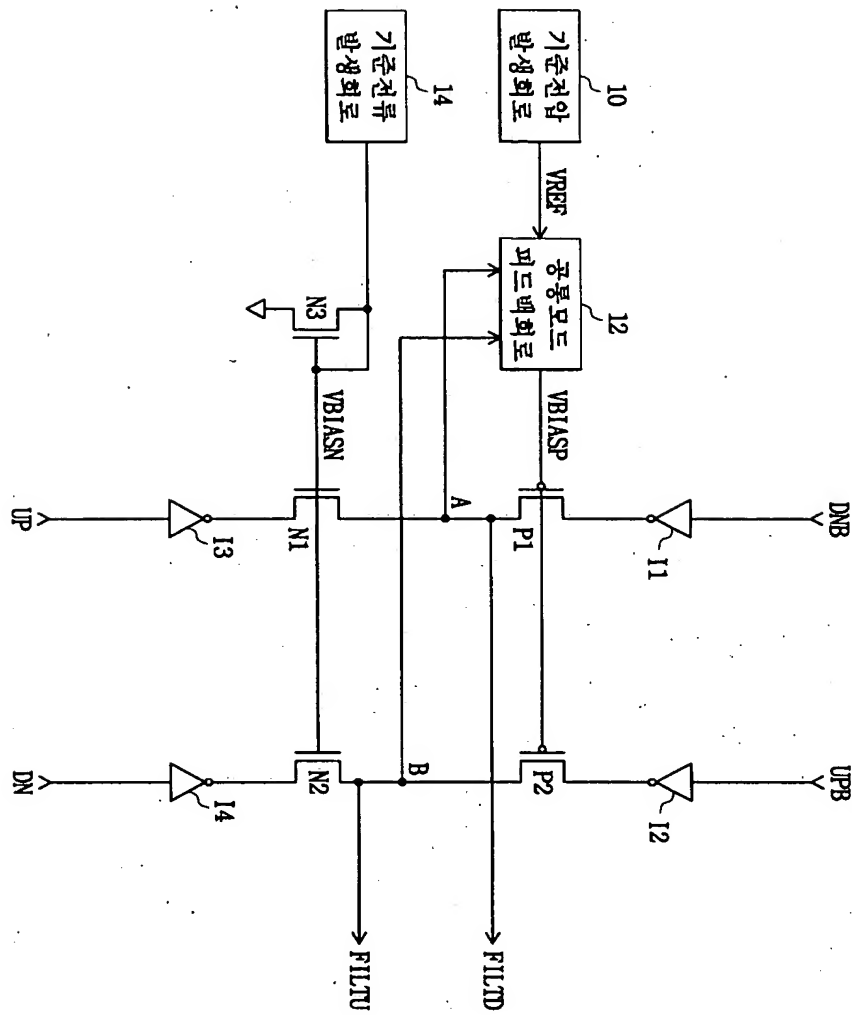 기준전류
발생회로
14
기준전압
발생회로
10
VREF
공통모드
피드백회로
12
N3
VBIASN
VBIASP
A
UP
I3
N1
P1
I1
DNB
B
DN
I4
N2
P2
I2
UPB
FILTU
FILTD